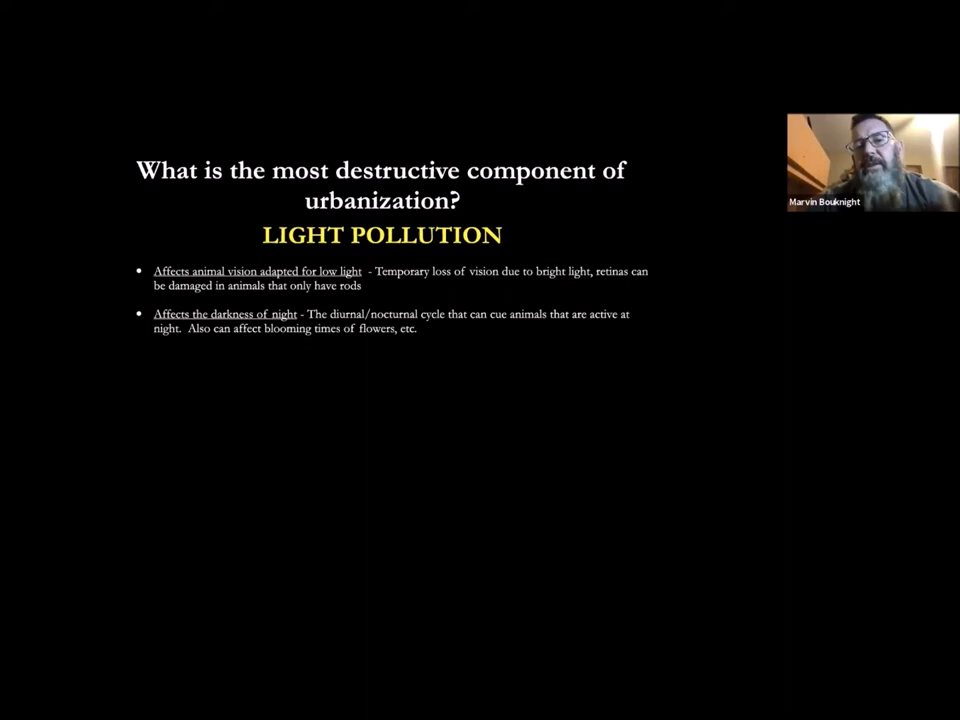 What is the most destructive component of
urbanization?
LIGHT POLLUTION
• Affects animal vision adapted for low light - Temporary loss of vision due to bright light, retinas can
be damaged in animals that only have rods
• Affects the darkness of night - The diurnal/nocturnal cycle that can cue animals that are active at
night. Also can affect blooming times of flowers, etc.
Marvin Bouknight